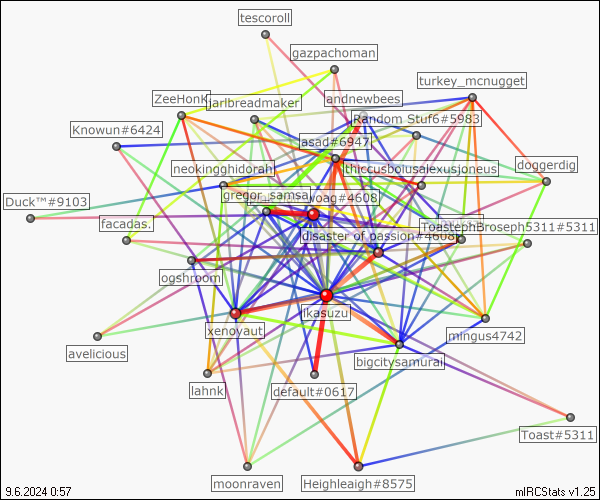 tescoroll
gazpachoman
turkey_mcnugget
ZeeHonk
jarlbreadmaker
andnewbees
Random Stuf6#5983
Knowun#6424
asad#6947
neokingghidorah
thiccusbolusalexusjoneus
doggerdig
Duck™#9103
gregor_samsa_
voag#4608
facadas.
ToastephBroseph5311#5311
disaster of passion#4608
ogshroom
ikasuzu
xenoyaut
mingus4742
avelicious
bigcitysamurai
lahnk
default#0617
Toast#5311
moonraven
Heighleaigh#8575
9.6.2024 0:57
mIRCStats v1.25